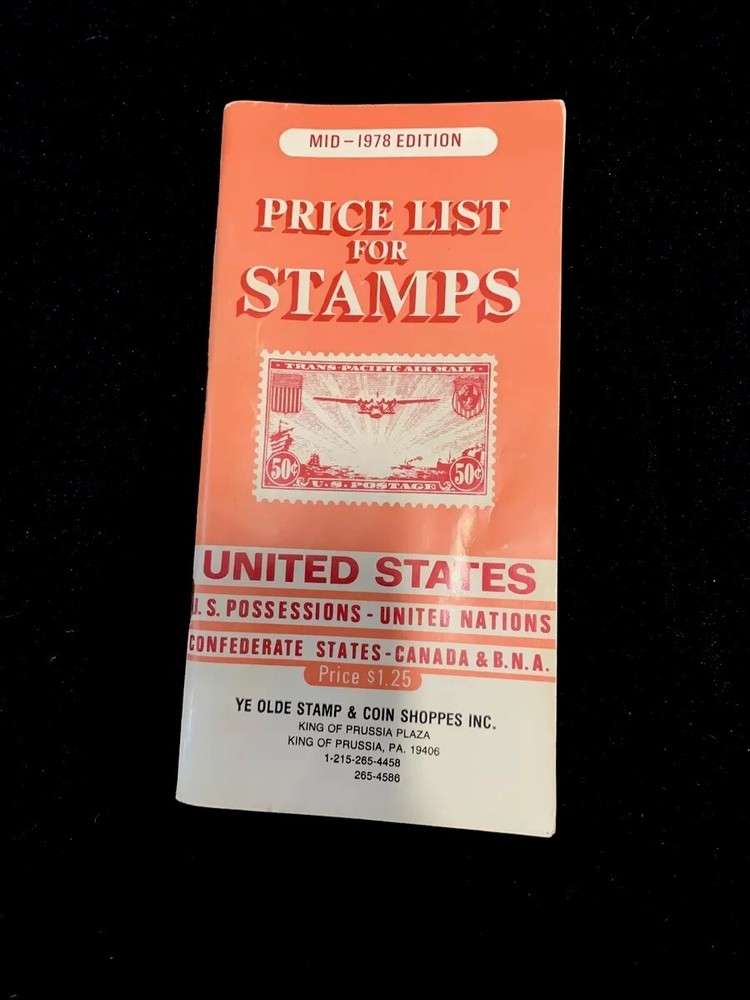 MID-1978 EDITION
PRICE LIST
FOR
STAMPS
· TRANS-PACIFIC AIR MAIL ·
50¢ 50¢
U.S. POSTAGE
UNITED STATES
U.S. POSSESSIONS - UNITED NATIONS
CONFEDERATE STATES - CANADA & B.N.A.
Price $1.25
YE OLDE STAMP & COIN SHOPPES INC.
KING OF PRUSSIA PLAZA
KING OF PRUSSIA, PA. 19406
1-215-265-4458
265-4586